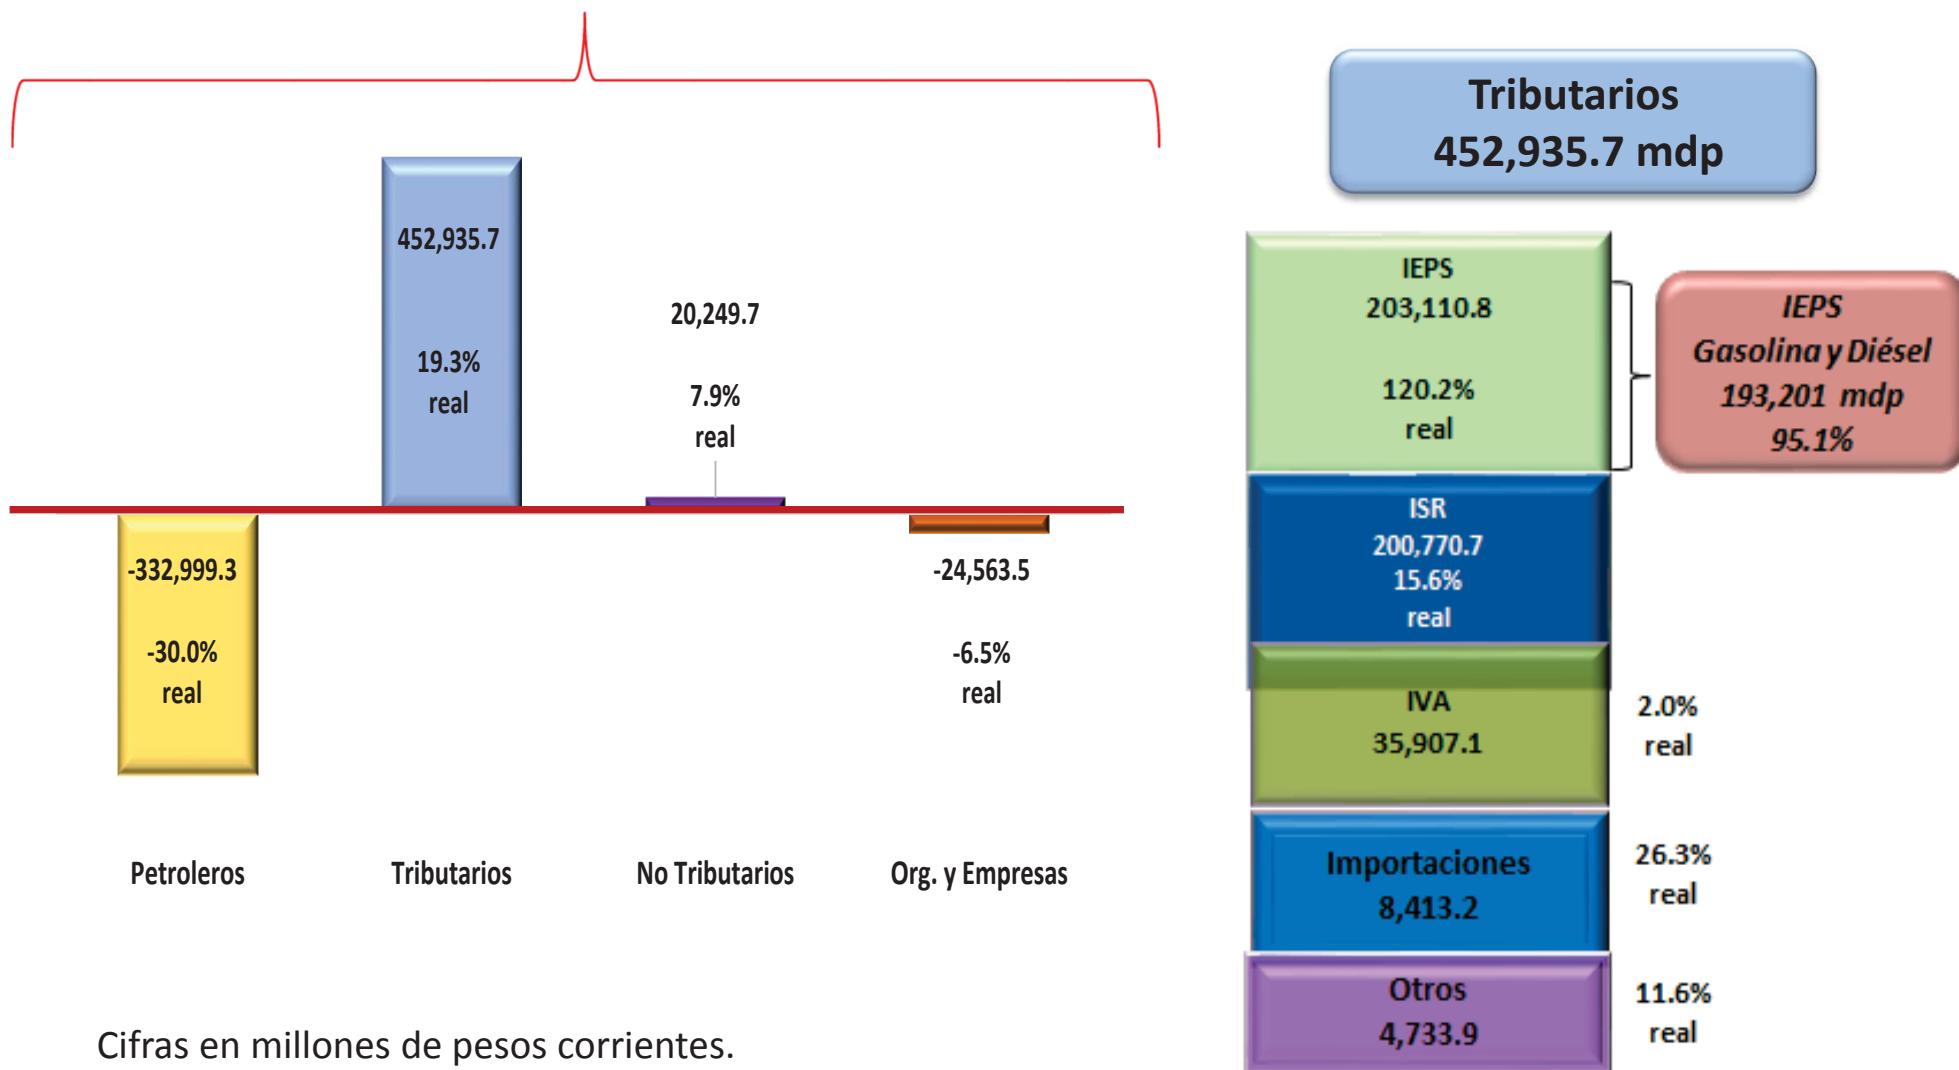 452,935.7
19.3%
real
20,249.7
7.9%
real
-332,999.3
-30.0%
real
-24,563.5
-6.5%
real
Petroleros
Tributarios
No Tributarios
Org. y Empresas
Cifras en millones de pesos corrientes.
Tributarios
452,935.7 mdp
IEPS
203,110.8
120.2%
real
IEPS
Gasolina y Diésel
193,201 mdp
95.1%
ISR
200,770.7
15.6%
real
IVA
35,907.1
2.0%
real
Importaciones
8,413.2
26.3%
real
Otros
4,733.9
11.6%
real